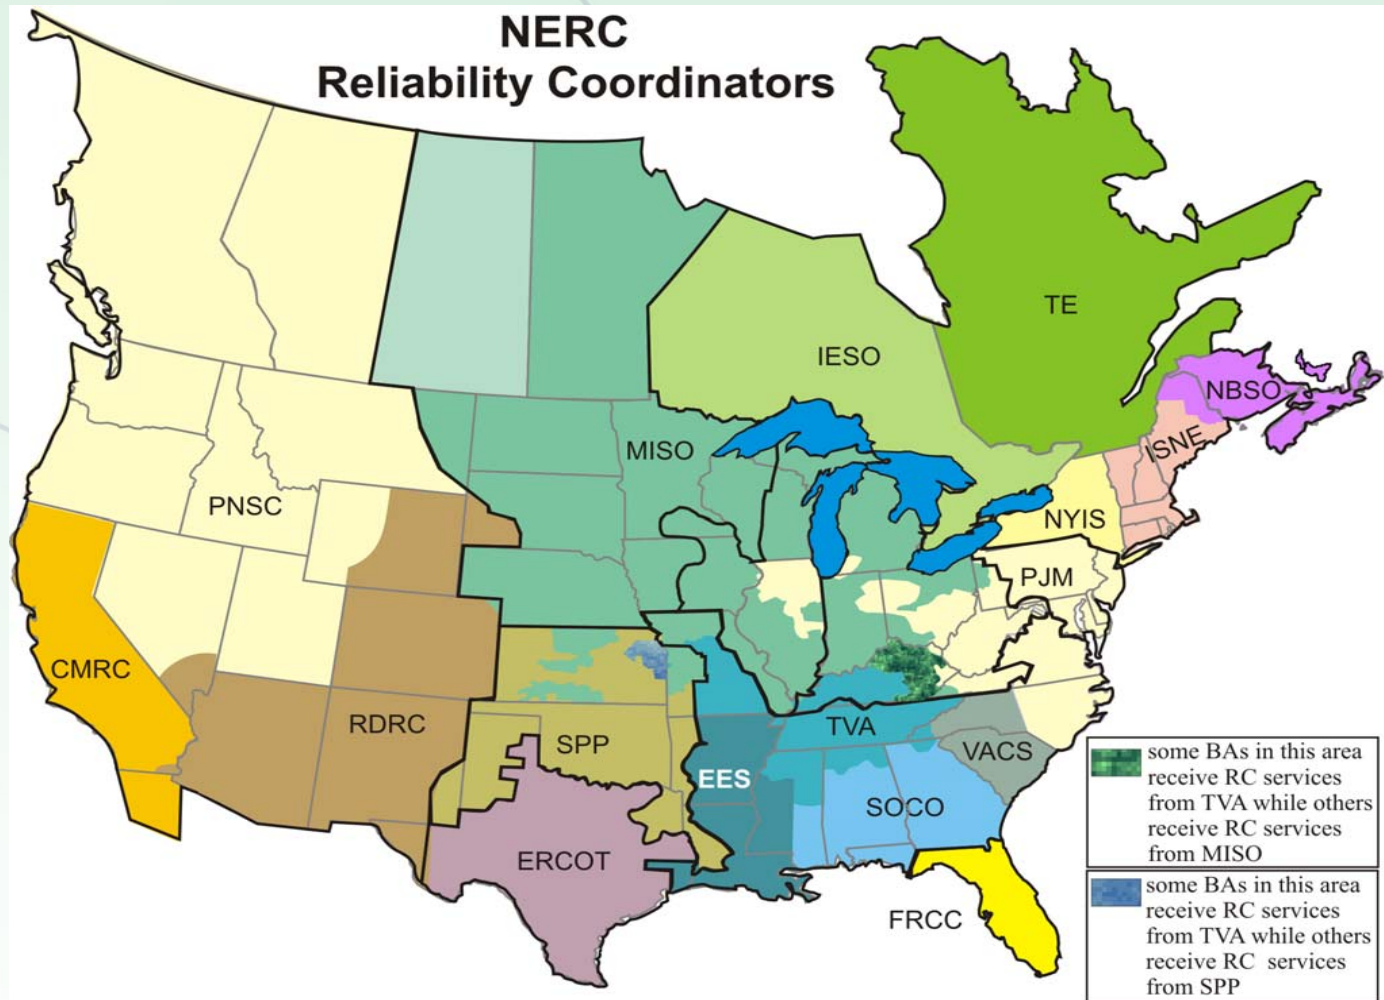 NERC
Reliability Coordinators
TE
IESO
NBSO
ISNE
MISO
PNSC
NYIS
PJM
CMRC
RDRC
SPP
TVA
VACS
EES
SOCO
ERCOT
FRCC
some BAs in this area
receive RC services
from TVA while others
receive RC services
from MISO
some BAs in this area
receive RC services
from TVA while others
receive RC services
from SPP